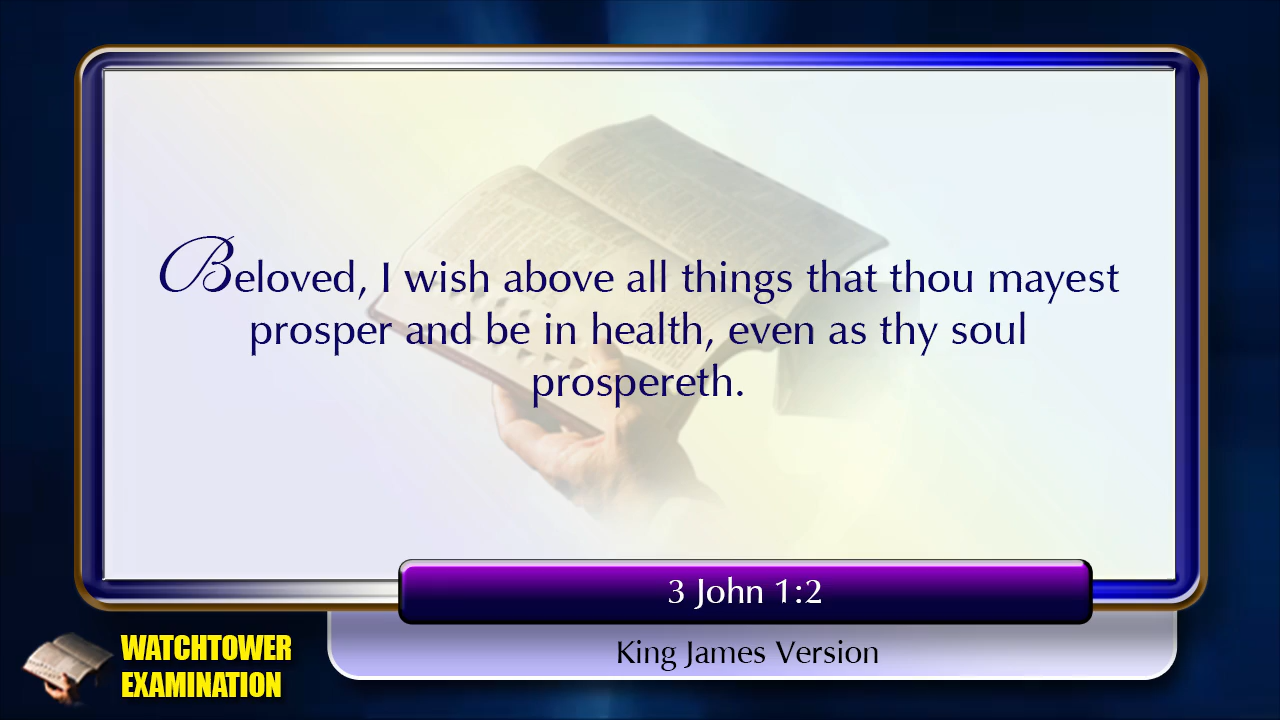 Beloved, I wish above all things that thou mayest
prosper and be in health, even as thy soul
prospereth.
3 John 1:2
King James Version
WATCHTOWER
EXAMINATION